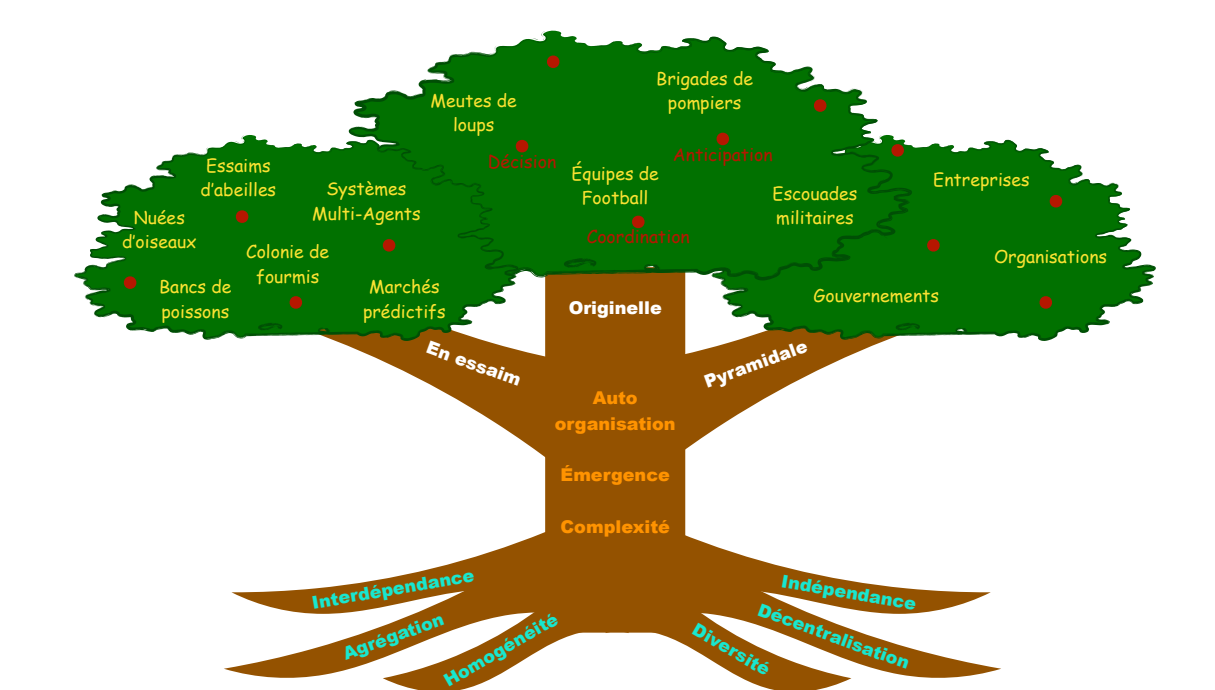 Brigades de
pompiers
Meutes de
loups
Décision
Anticipation
Équipes de
Football
Escouades
militaires
Coordination
Essaims
d'abeilles
Systèmes
Multi-Agents
Nuées
d'oiseaux
Colonie de
fourmis
Bancs de
poissons
Marchés
prédictifs
Entreprises
Organisations
Gouvernements
Originelle
En essaim
Pyramidale
Auto
organisation
Émergence
Complexité
Interdépendance
Agrégation
Homogénéité
Indépendance
Décentralisation
Diversité